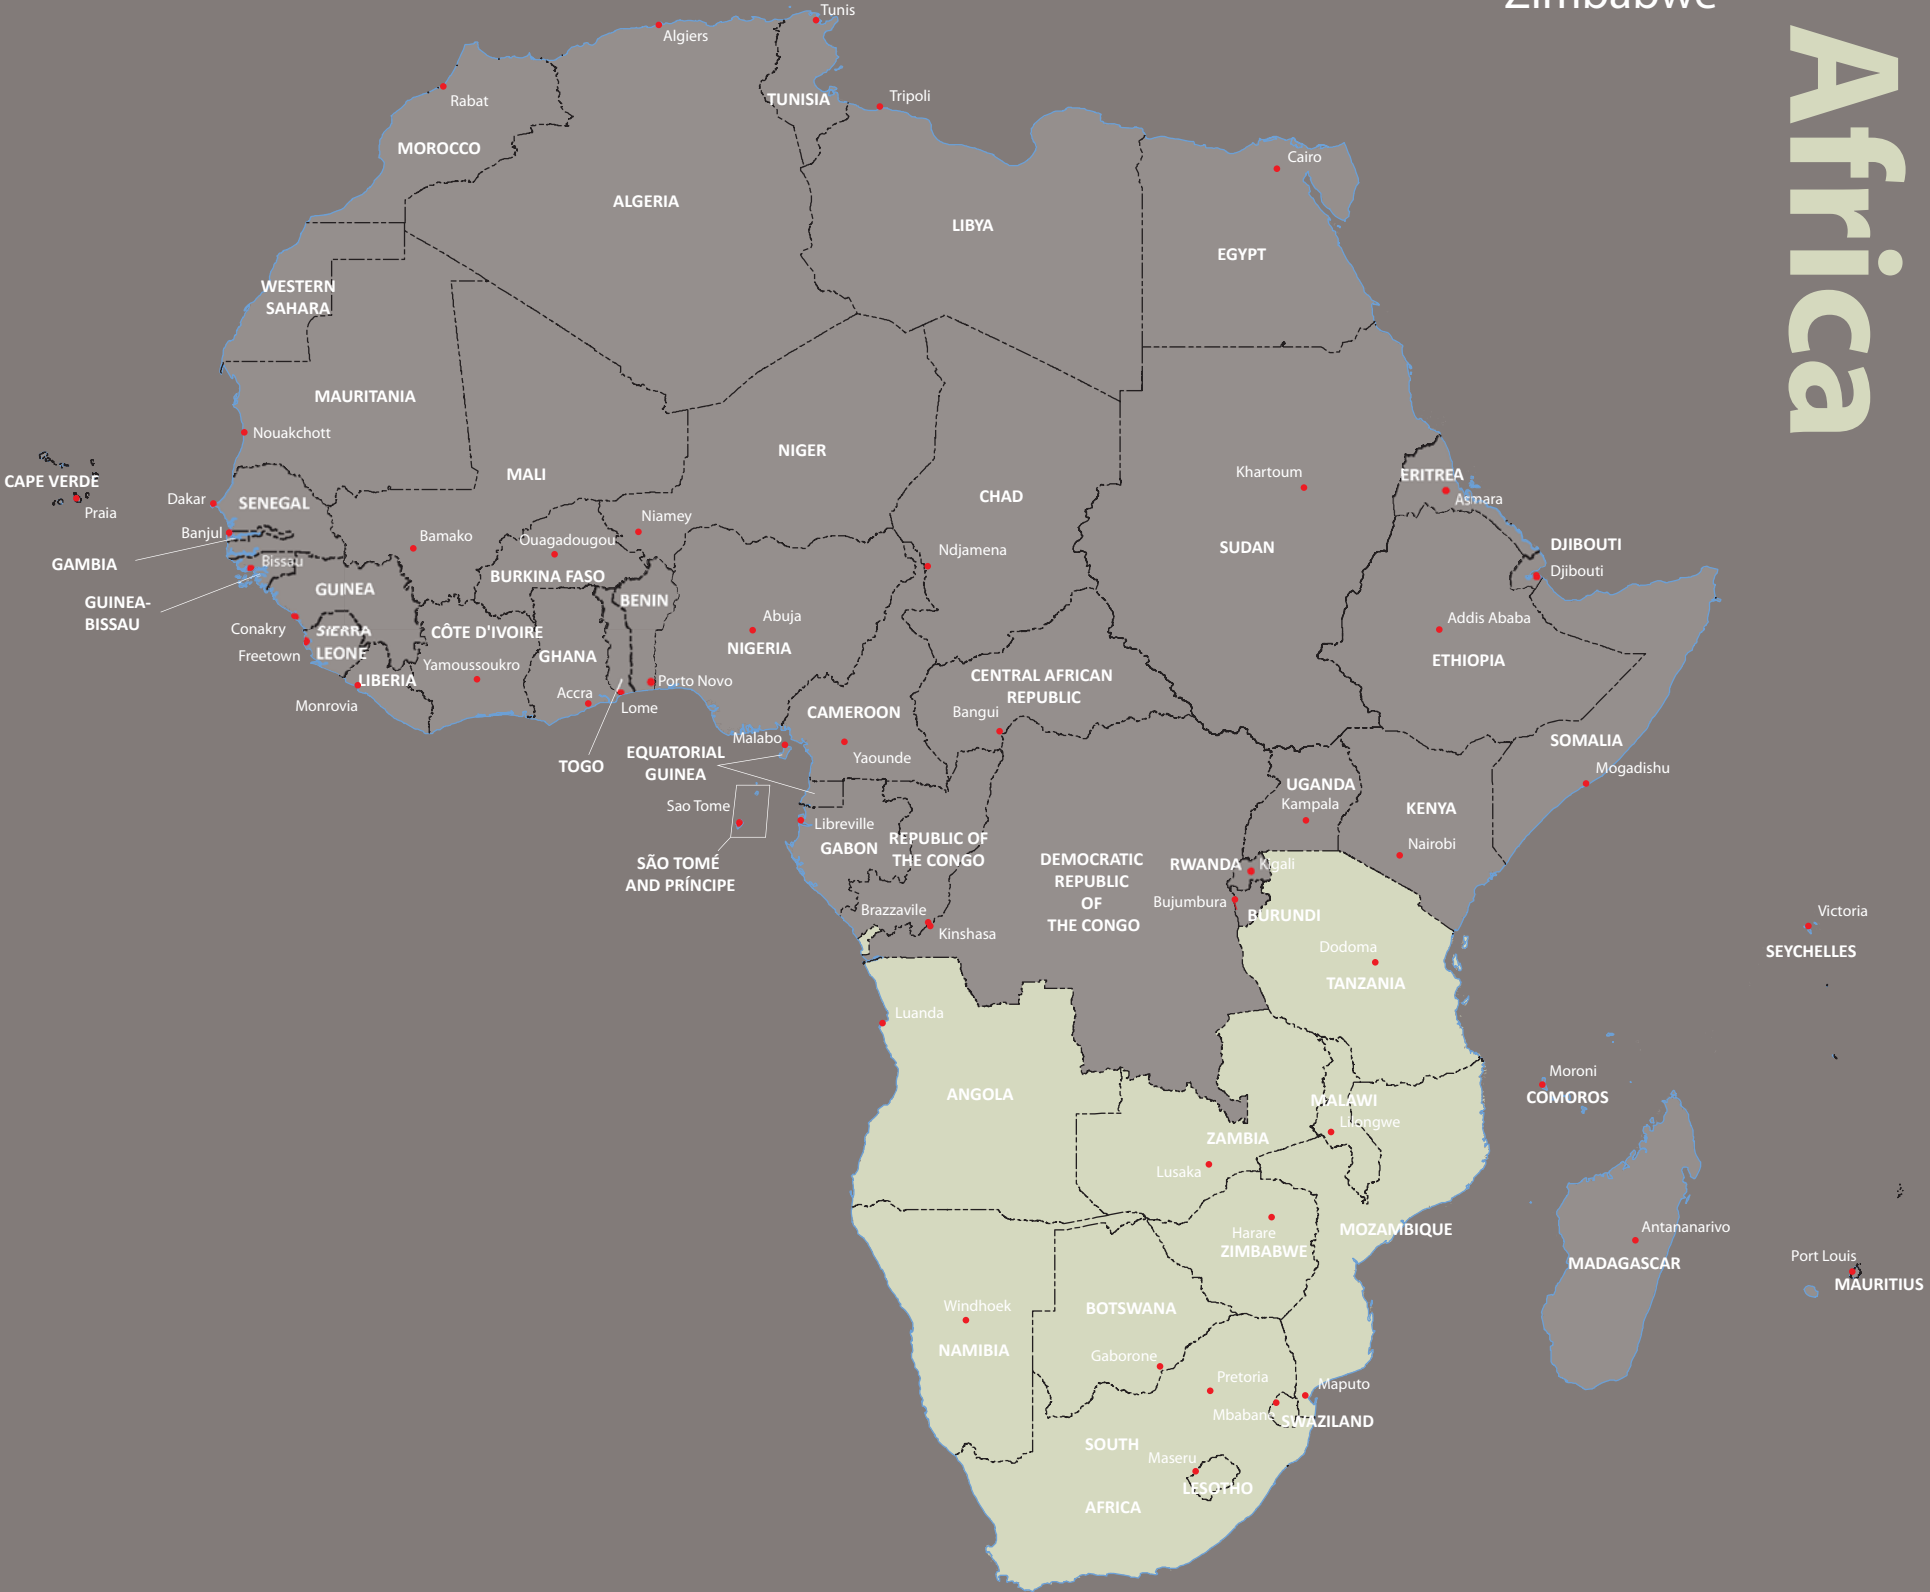 Zimbabwe
Africa
Tunis
Algiers
Rabat
TUNISIA
Tripoli
MOROCCO
Cairo
ALGERIA
LIBYA
EGYPT
WESTERN
SAHARA
MAURITANIA
Nouakchott
MALI
NIGER
CHAD
Khartoum
ERITREA
Asmara
CAPE VERDE
Praia
Dakar
SENEGAL
Banjul
GAMBIA
Bissau
GUINEA-
BISSAU
GUINEA
Bamako
Ouagadougou
Niamey
BURKINA FASO
BENIN
Ndjamena
SUDAN
DJIBOUTI
Djibouti
Conakry
SIERRA
LEONE
Freetown
LIBERIA
Monrovia
CÔTE D'IVOIRE
Yamoussoukro
GHANA
Accra
Lome
TOGO
Porto Novo
Abuja
NIGERIA
Addis Ababa
ETHIOPIA
CENTRAL AFRICAN
REPUBLIC
Bangui
CAMEROON
Yaounde
Malabo
EQUATORIAL
GUINEA
SOMALIA
Mogadishu
UGANDA
Kampala
KENYA
Nairobi
Sao Tome
SÃO TOMÉ
AND PRÍNCIPE
Libreville
GABON
REPUBLIC OF
THE CONGO
Brazzavile
Kinshasa
DEMOCRATIC
REPUBLIC
OF
THE CONGO
RWANDA
Kigali
Bujumbura
BURUNDI
Dodoma
TANZANIA
Victoria
SEYCHELLES
Luanda
ANGOLA
MALAWI
Lilongwe
ZAMBIA
Lusaka
Moroni
COMOROS
Harare
ZIMBABWE
MOZAMBIQUE
Antananarivo
MADAGASCAR
Port Louis
MAURITIUS
Windhoek
NAMIBIA
BOTSWANA
Gaborone
Pretoria
Maputo
Mbabane
SWAZILAND
SOUTH
AFRICA
Maseru
LESOTHO